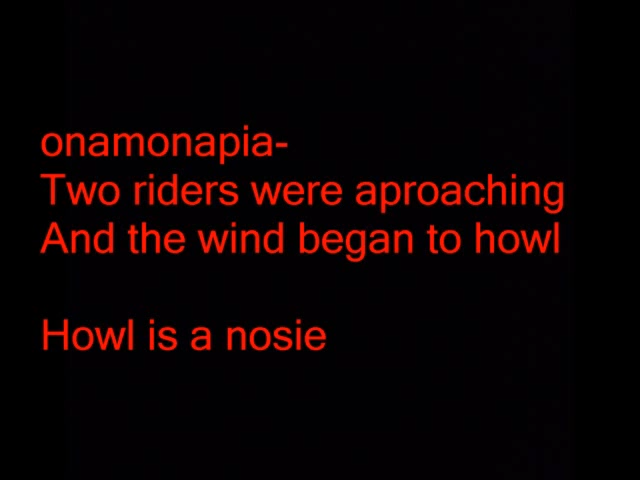 onamonapia-
Two riders were aproaching
And the wind began to howl
Howl is a nosie